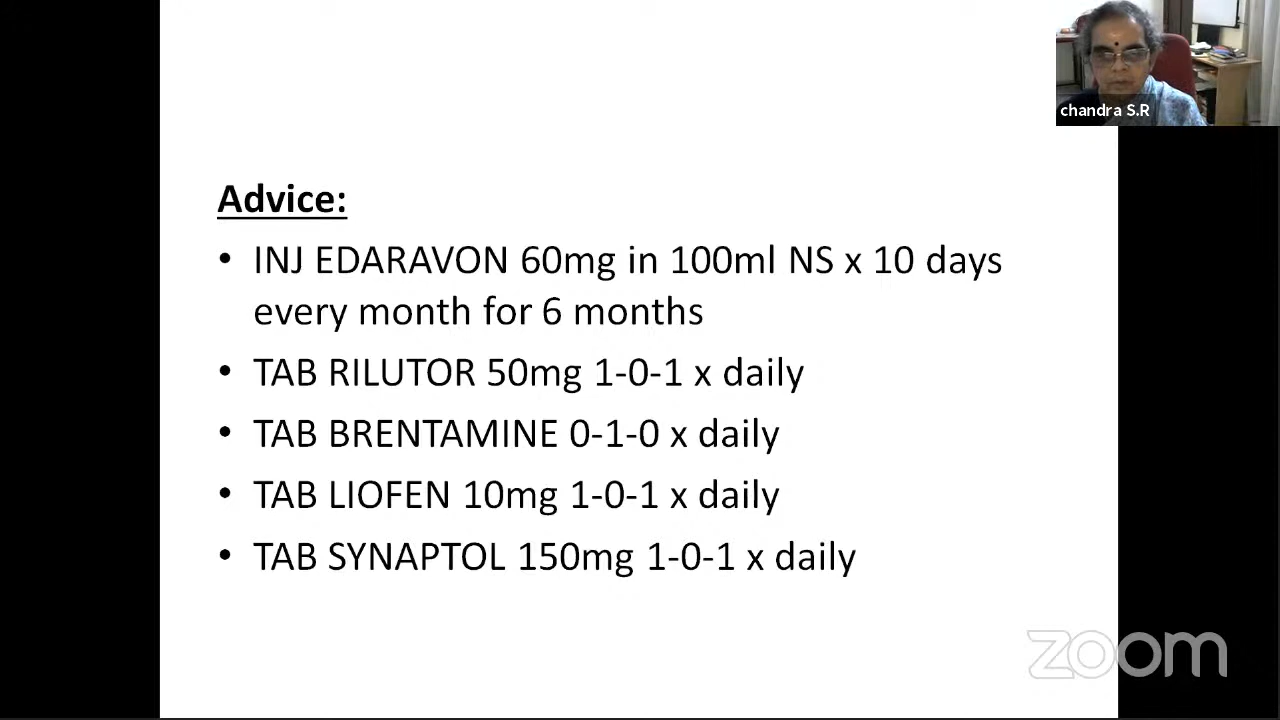 chandra S.R
Advice:
• INJ EDARAVON 60mg in 100ml NS x 10 days
every month for 6 months
• TAB RILUTOR 50mg 1-0-1 x daily
• TAB BRENTAMINE 0-1-0 x daily
• TAB LIOFEN 10mg 1-0-1 x daily
• TAB SYNAPTOL 150mg 1-0-1 x daily
zoom